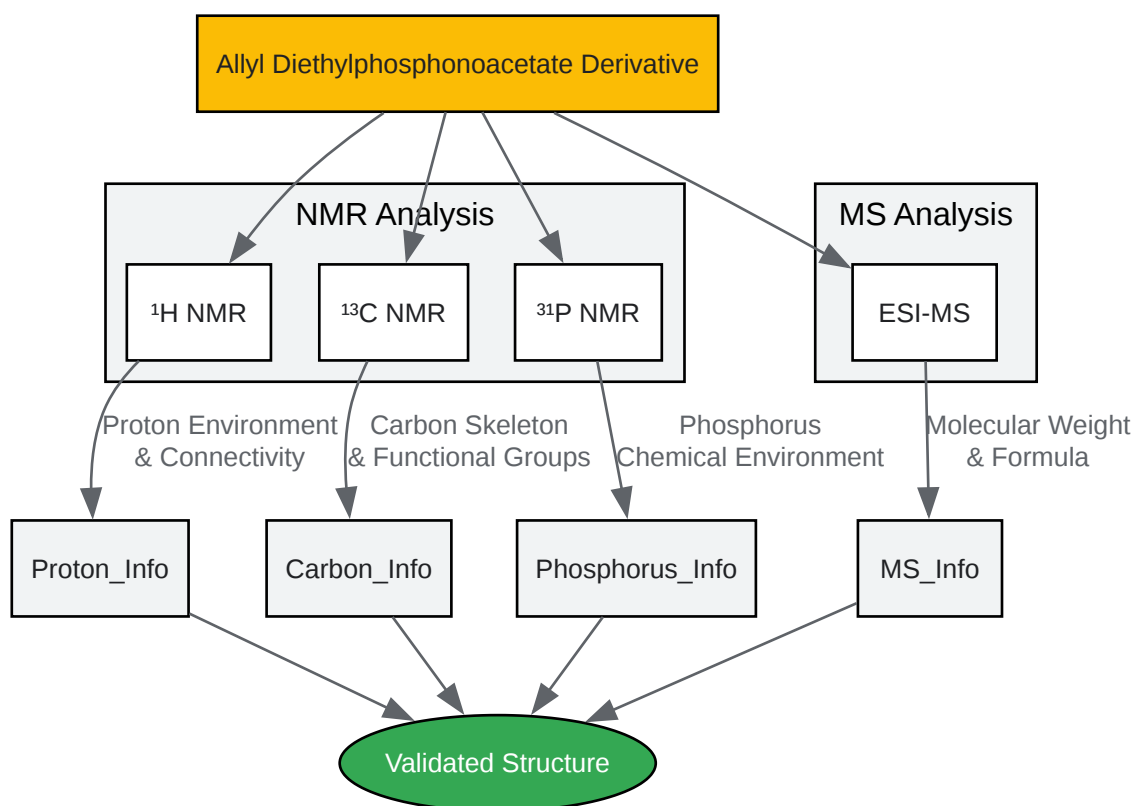 Allyl Diethylphosphonoacetate Derivative
NMR Analysis
MS Analysis
¹H NMR
¹³C NMR
³¹P NMR
ESI-MS
Proton Environment
& Connectivity
Carbon Skeleton
& Functional Groups
Phosphorus
Chemical Environment
Molecular Weight
& Formula
Proton_Info
Carbon_Info
Phosphorus_Info
MS_Info
Validated Structure